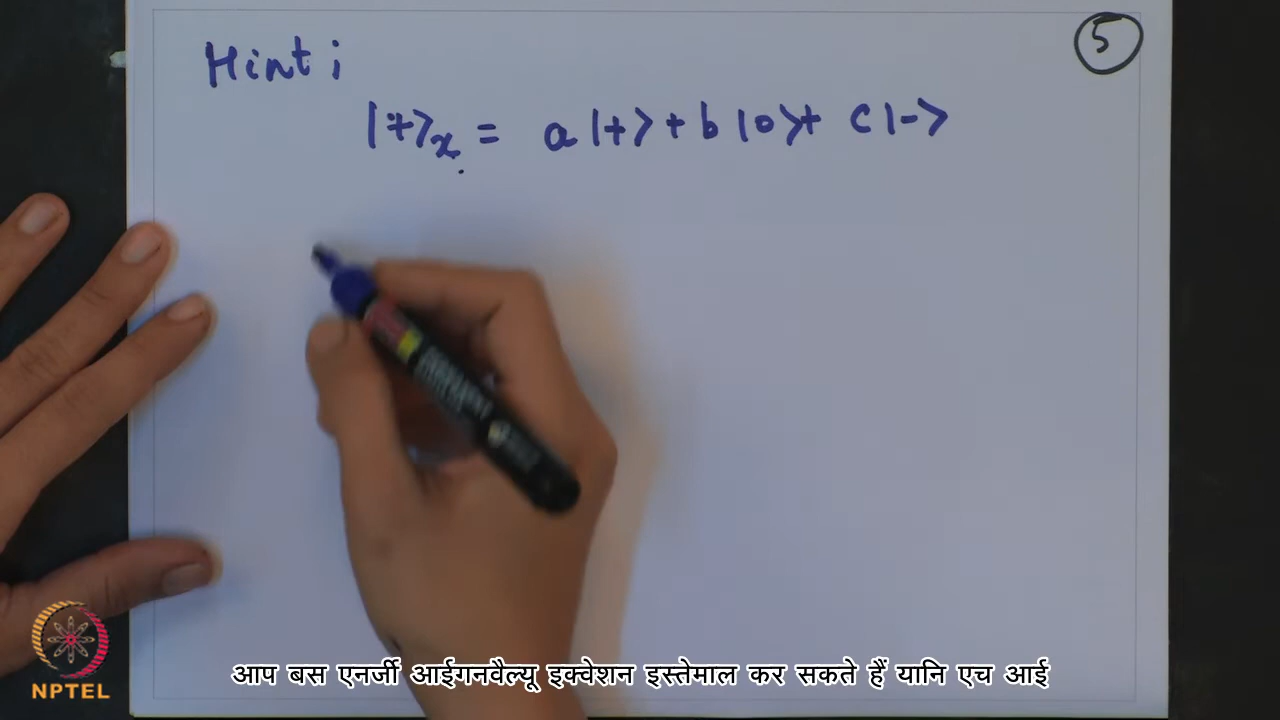 Hint ;
5
|+⟩x = a |+⟩ + b |0⟩ + c |-⟩
NPTEL
आप बस एनर्जी आईगनवैल्यू इक्वेशन इस्तेमाल कर सकते हैं यानि एच आई